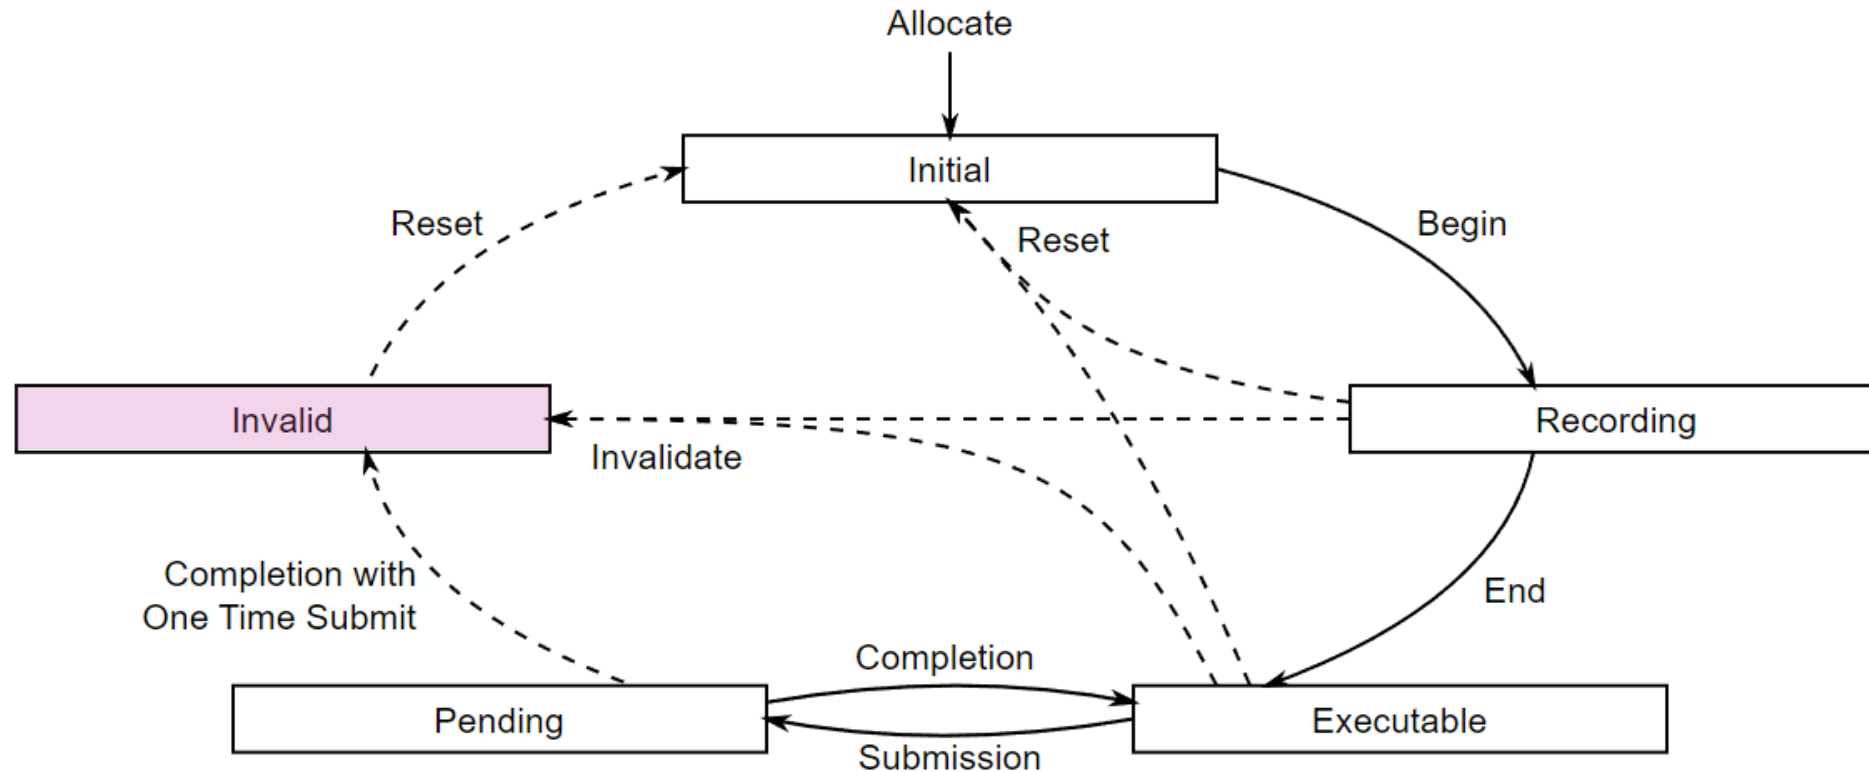 Allocate
Initial
Reset
Reset
Begin
Invalid
Recording
Invalidate
Completion with
One Time Submit
End
Completion
Pending
Executable
Submission